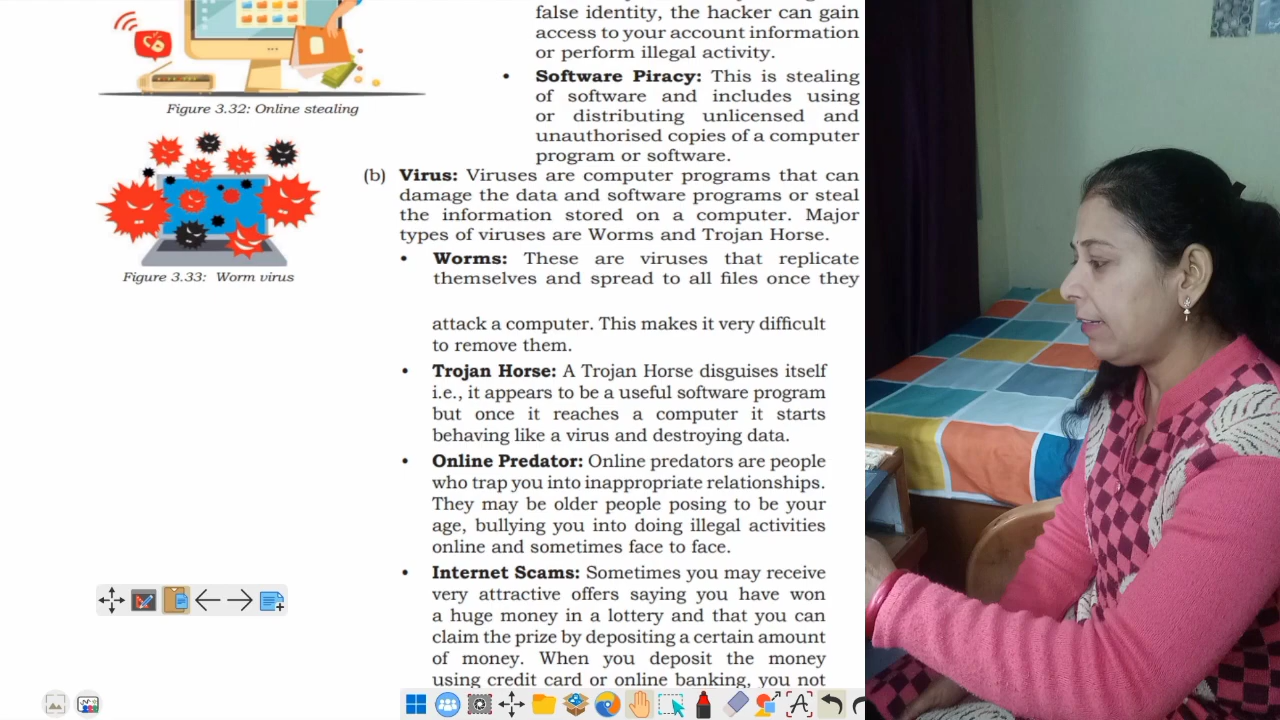 false identity, the hacker can gain
access to your account information
or perform illegal activity.
• Software Piracy: This is stealing
of software and includes using
or distributing unlicensed and
unauthorised copies of a computer
program or software.
Figure 3.32: Online stealing
(b) Virus: Viruses are computer programs that can
damage the data and software programs or steal
the information stored on a computer. Major
types of viruses are Worms and Trojan Horse.
• Worms: These are viruses that replicate
themselves and spread to all files once they
Figure 3.33: Worm virus
attack a computer. This makes it very difficult
to remove them.
• Trojan Horse: A Trojan Horse disguises itself
i.e., it appears to be a useful software program
but once it reaches a computer it starts
behaving like a virus and destroying data.
• Online Predator: Online predators are people
who trap you into inappropriate relationships.
They may be older people posing to be your
age, bullying you into doing illegal activities
online and sometimes face to face.
• Internet Scams: Sometimes you may receive
very attractive offers saying you have won
a huge money in a lottery and that you can
claim the prize by depositing a certain amount
of money. When you deposit the money
using credit card or online banking, you not